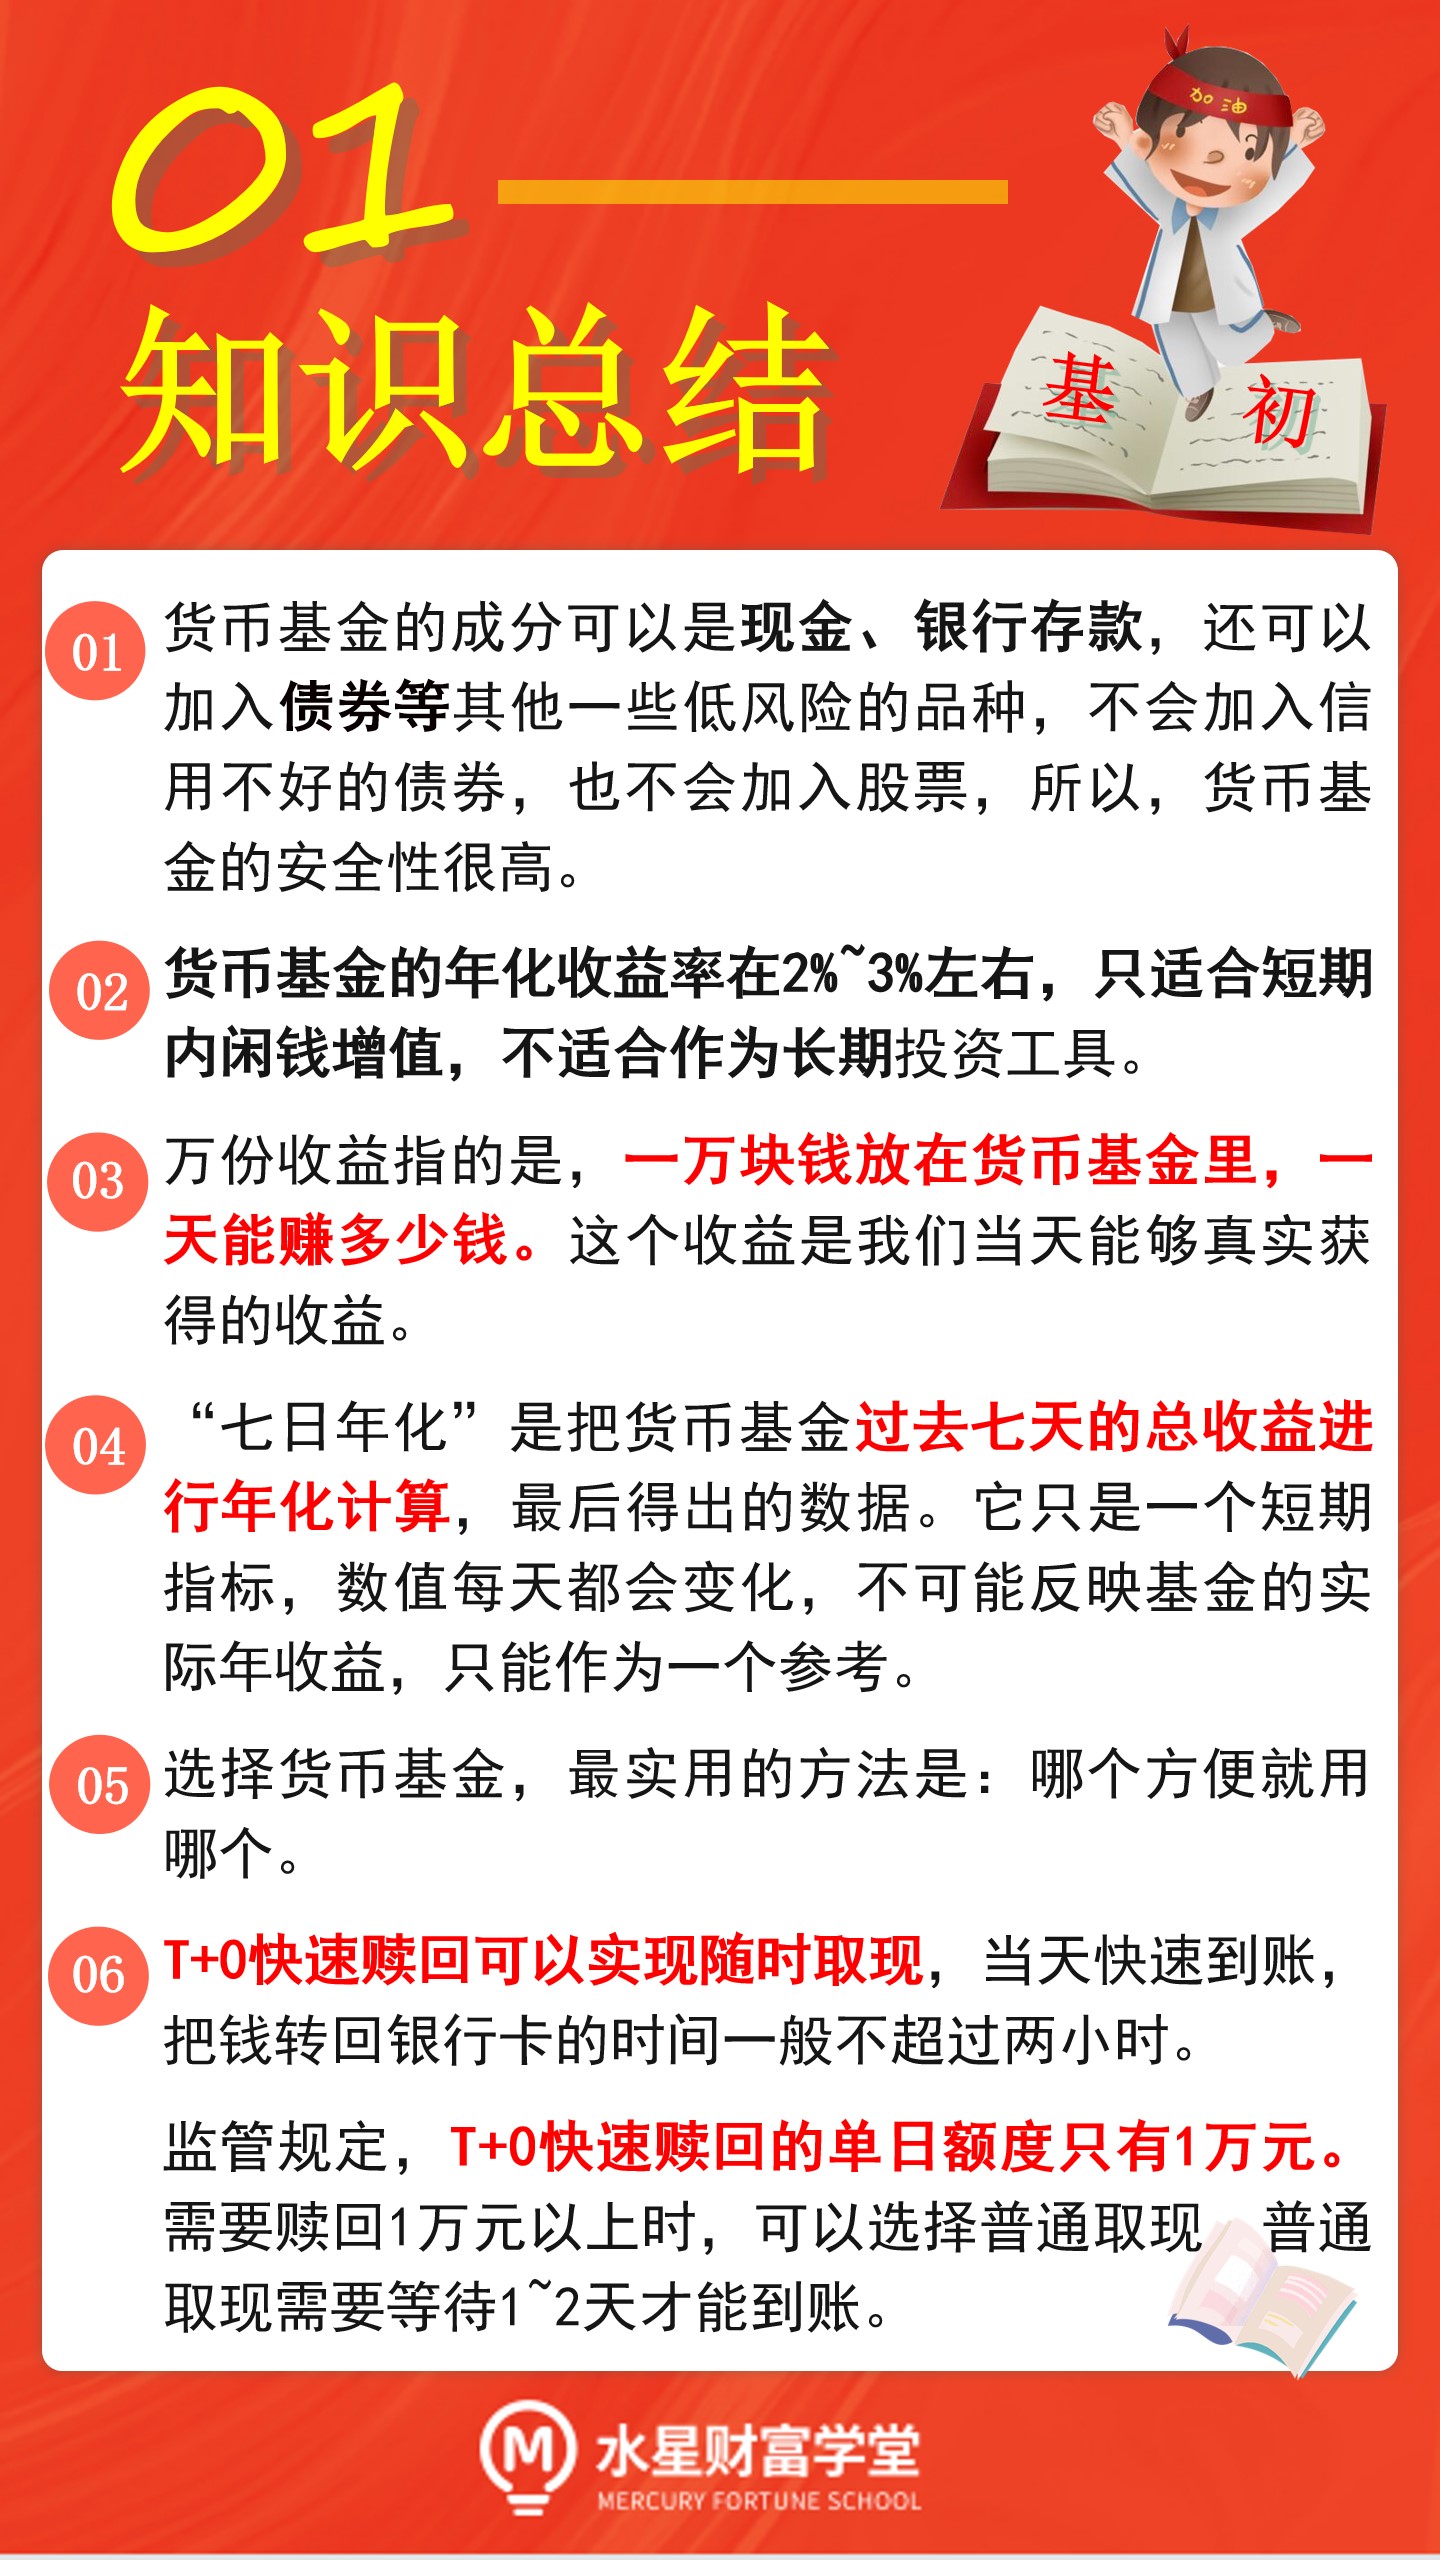 01
知识总结
加油
基 初
01 货币基金的成分可以是现金、银行存款，还可以
加入债券等其他一些低风险的品种，不会加入信
用不好的债券，也不会加入股票，所以，货币基
金的安全性很高。
02 货币基金的年化收益率在2%~3%左右，只适合短期
内闲钱增值，不适合作为长期投资工具。
03 万份收益指的是，一万块钱放在货币基金里，一
天能赚多少钱。这个收益是我们当天能够真实获
得的收益。
04 “七日年化”是把货币基金过去七天的总收益进
行年化计算，最后得出的数据。它只是一个短期
指标，数值每天都会变化，不可能反映基金的实
际年收益，只能作为一个参考。
05 选择货币基金，最实用的方法是：哪个方便就用
哪个。
06 T+0快速赎回可以实现随时取现，当天快速到账，
把钱转回银行卡的时间一般不超过两小时。
监管规定，T+0快速赎回的单日额度只有1万元。
需要赎回1万元以上时，可以选择普通取现 普通
取现需要等待1~2天才能到账。
M 水星财富学堂
MERCURY FORTUNE SCHOOL